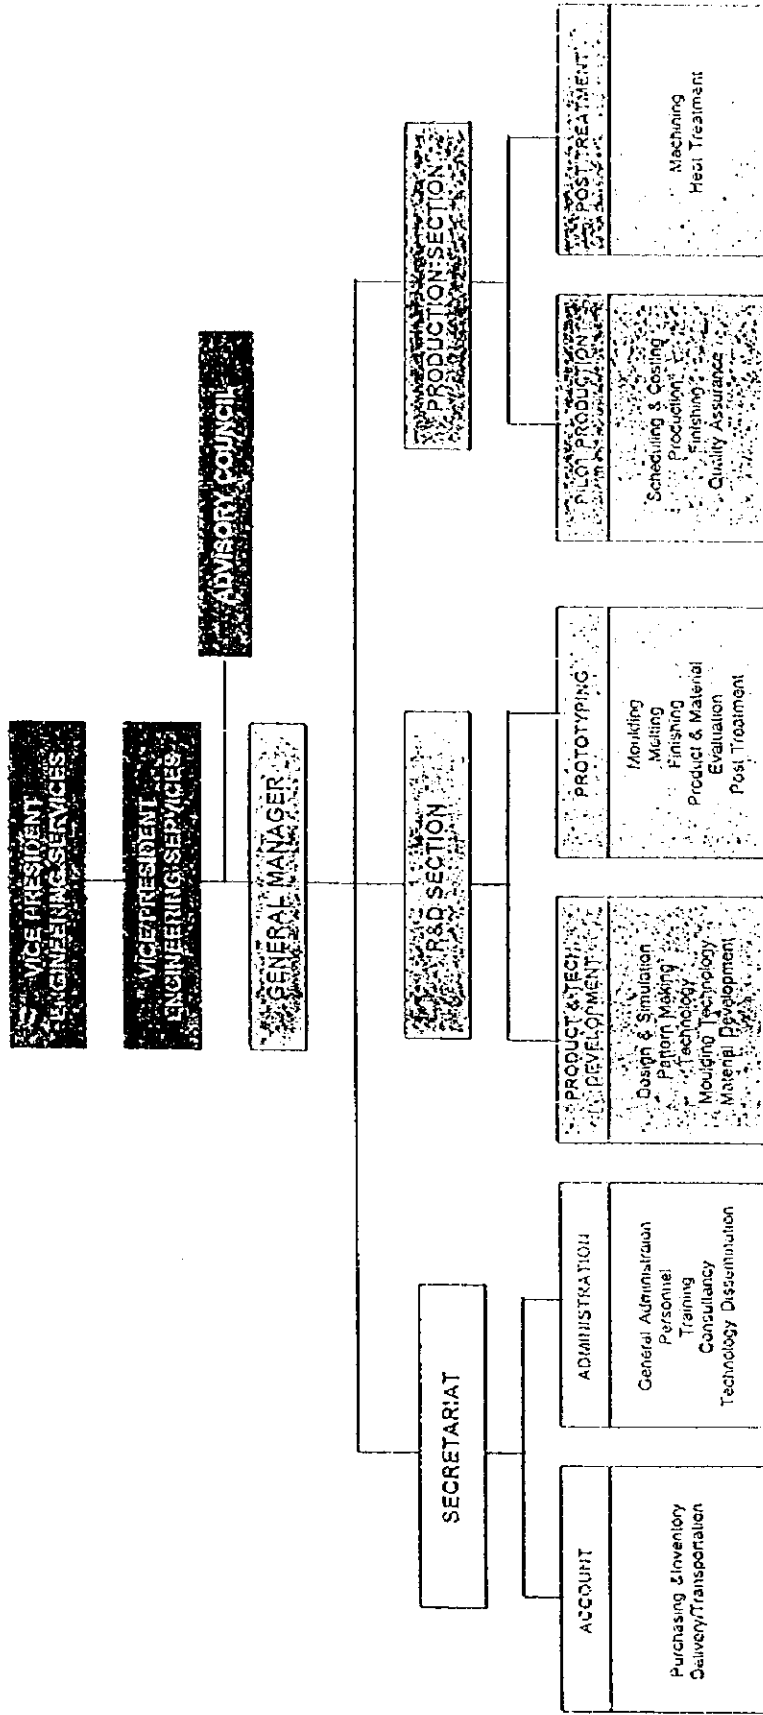 VICE PRESIDENT
ENGINEERING SERVICES
VICE PRESIDENT
ENGINEERING SERVICES
ADVISORY COUNCIL
GENERAL MANAGER
SECRETARIAT
R&D SECTION
PRODUCTION SECTION
ACCOUNT
Purchasing &Inventory
Delivery/Transportation
ADMINISTRATION
General Administraion
Personnel
Training
Consultancy
Technology Dissemination
PRODUCT & TECH
DEVELOPMENT
Design & Simulation
Pattern Making
Technology
Moulding Technology
Material Development
PROTOTYPING
Moulding
Melting
Finishing
Product & Material
Evaluation
Post Treatment
PILOT PRODUCTION
Scheduling & Costing
Production
Finishing
Quality Assurance
POST TREATMENT
Machining
Heat Treatment